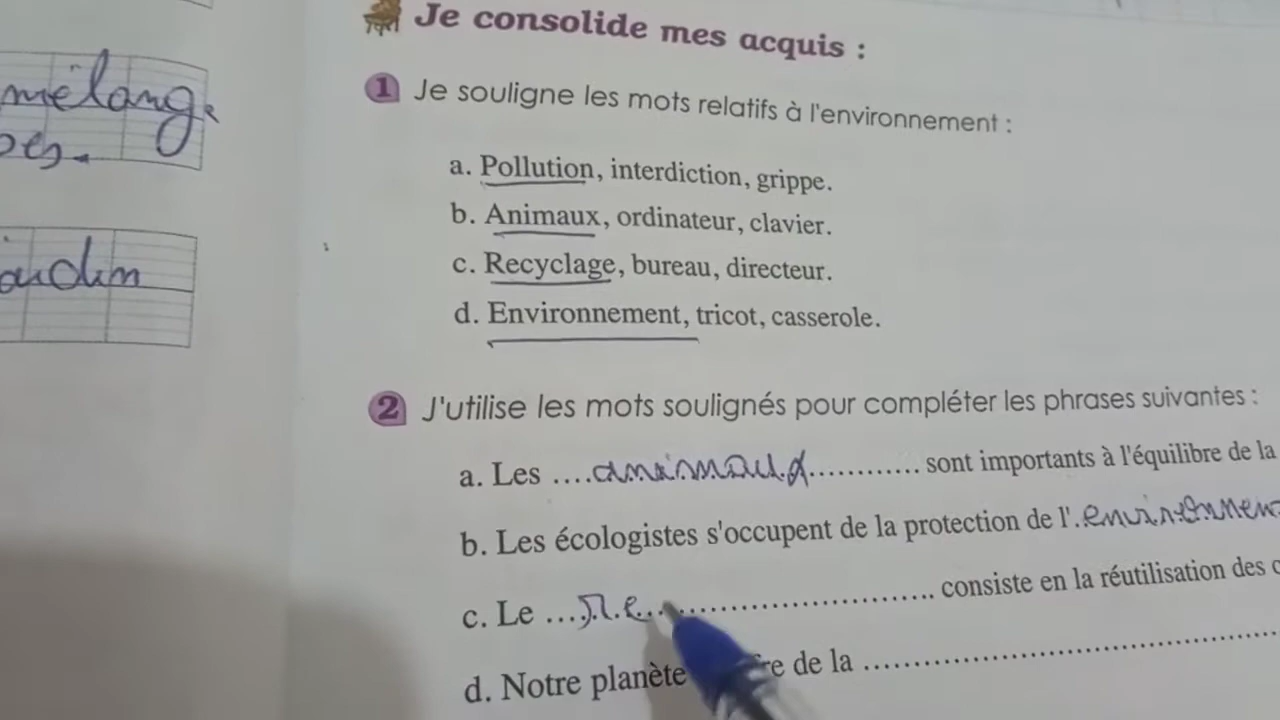 mélange
Je consolide mes acquis :
1 Je souligne les mots relatifs à l'environnement :
a. Pollution, interdiction, grippe.
b. Animaux, ordinateur, clavier.
c. Recyclage, bureau, directeur.
d. Environnement, tricot, casserole.
2 J'utilise les mots soulignés pour compléter les phrases suivantes :
a. Les ....animaux............ sont importants à l'équilibre de la
b. Les écologistes s'occupent de la protection de l'.environnem
c. Le ....re............................ consiste en la réutilisation des
d. Notre planète de la ........................................